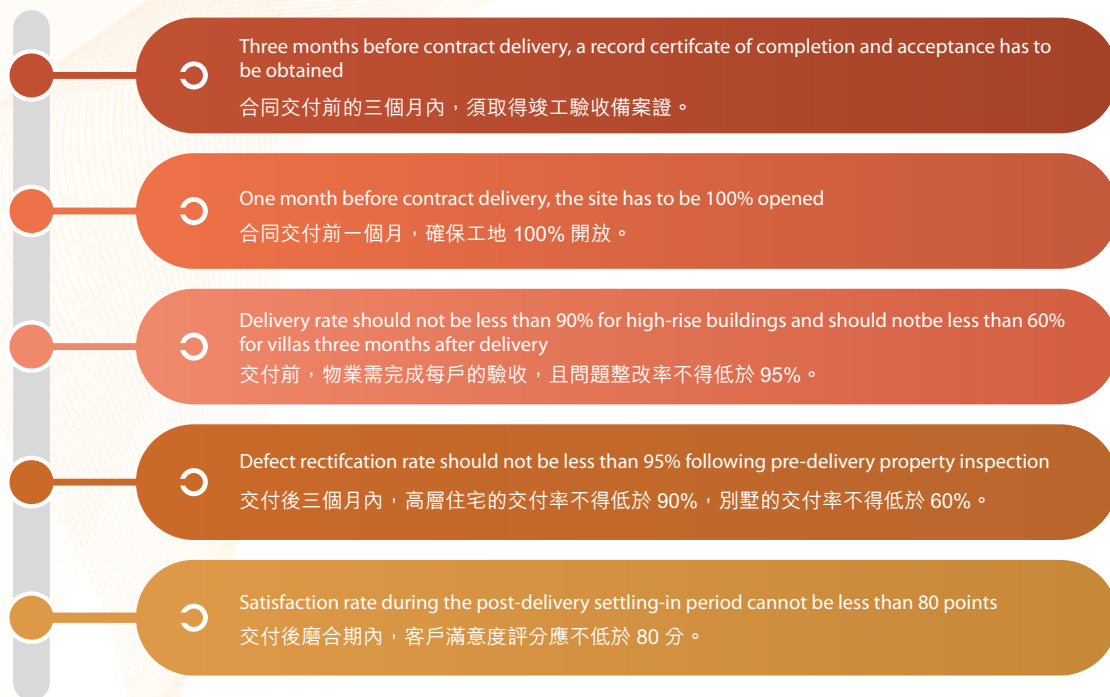 Three months before contract delivery, a record certifcate of completion and acceptance has to
be obtained
合同交付前的三個月內，須取得竣工驗收備案證。
One month before contract delivery, the site has to be 100% opened
合同交付前一個月，確保工地 100% 開放。
Delivery rate should not be less than 90% for high-rise buildings and should notbe less than 60%
for villas three months after delivery
交付前，物業需完成每戶的驗收，且問題整改率不得低於 95%。
Defect rectifcation rate should not be less than 95% following pre-delivery property inspection
交付後三個月內，高層住宅的交付率不得低於 90%，別墅的交付率不得低於 60%。
Satisfaction rate during the post-delivery settling-in period cannot be less than 80 points
交付後磨合期內，客戶滿意度評分應不低於 80 分。